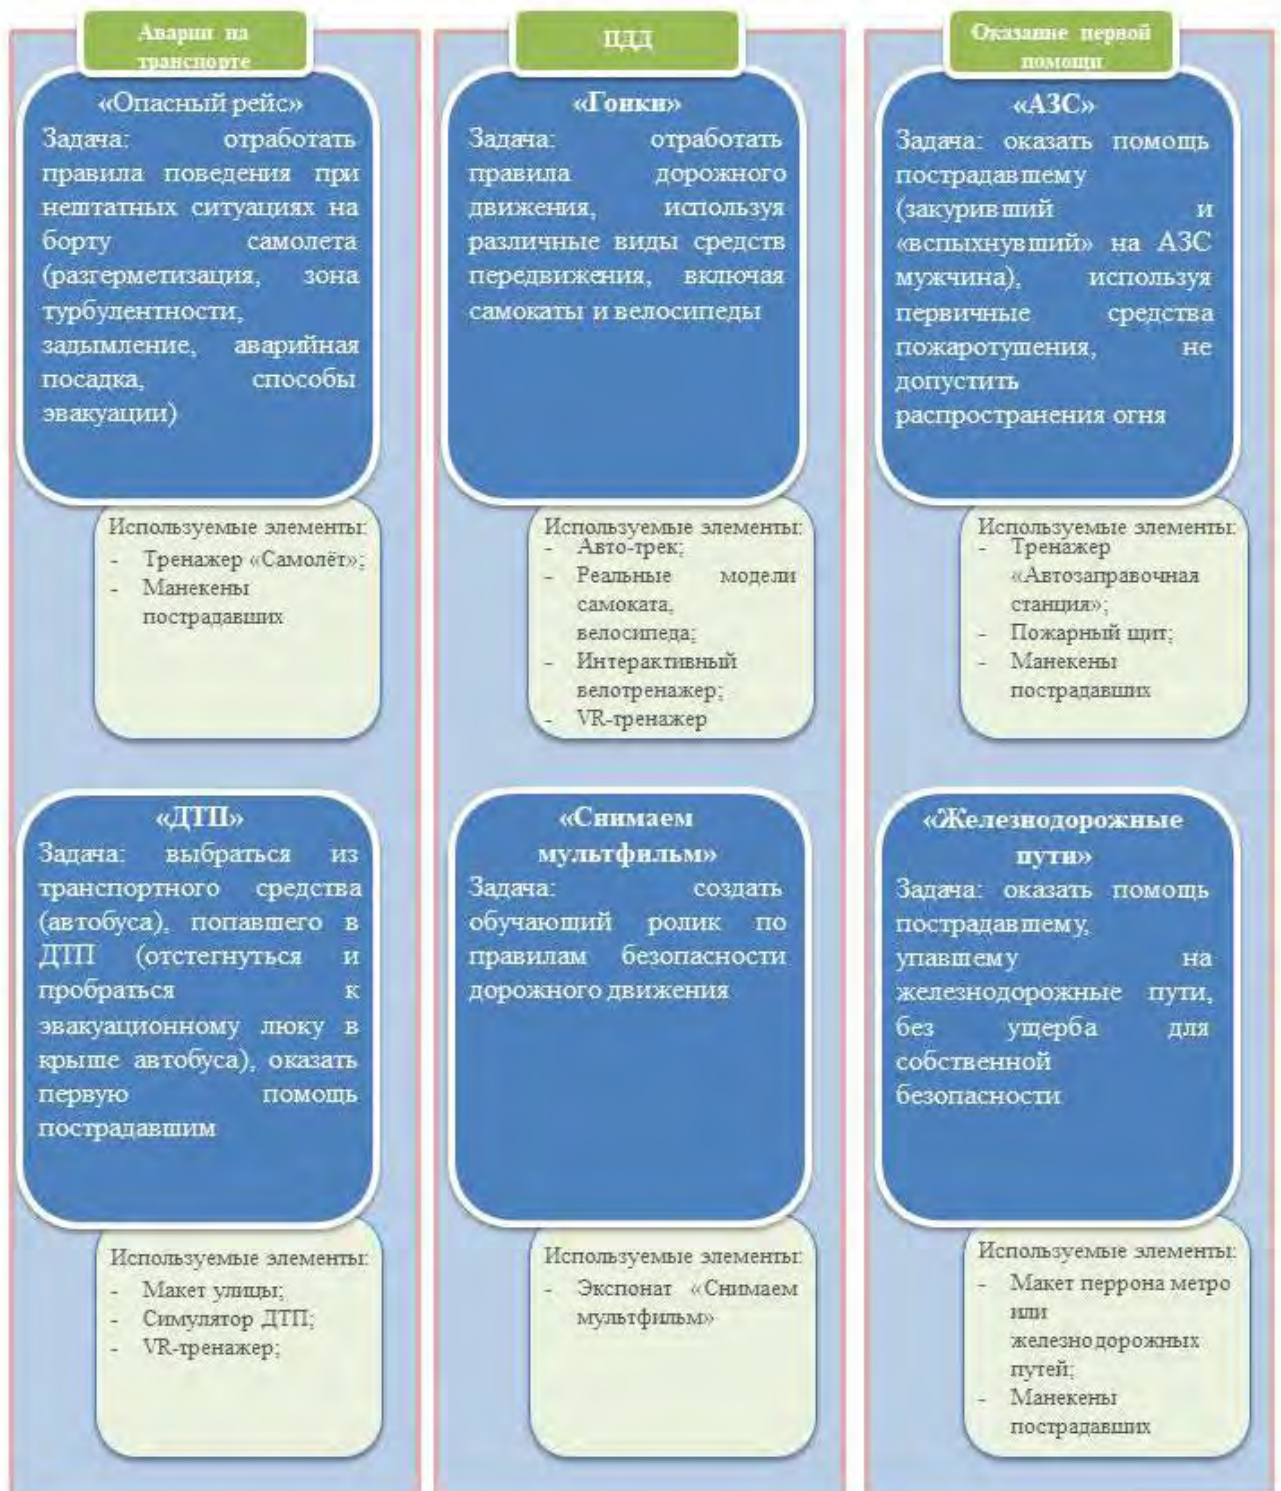 Аварии на
транспорте
«Опасный рейс»
Задача: отработать
правила поведения при
нештатных ситуациях на
борту самолета
(разгерметизация, зона
турбулентности,
задымление, аварийная
посадка, способы
эвакуации)
Используемые элементы:
- Тренажер «Самолёт»;
- Манекены
пострадавших
«ДТП»
Задача: выбраться из
транспортного средства
(автобуса), попавшего в
ДТП (отстегнуться и
пробраться к
эвакуационному люку в
крыше автобуса), оказать
первую помощь
пострадавшим
Используемые элементы:
- Макет улицы;
- Симулятор ДТП;
- VR-тренажер;
ПДД
«Гонки»
Задача: отработать
правила дорожного
движения, используя
различные виды средств
передвижения, включая
самокаты и велосипеды
Используемые элементы:
- Авто-трек;
- Реальные модели
самоката,
велосипеда;
- Интерактивный
велотренажер;
- VR-тренажер
«Снимаем
мультфильм»
Задача: создать
обучающий ролик по
правилам безопасности
дорожного движения
Используемые элементы:
- Экспонат «Снимаем
мультфильм»
Оказание первой
помощи
«АЗС»
Задача: оказать помощь
пострадавшему
(закуривший и
«вспыхнувший» на АЗС
мужчина), используя
первичные средства
пожаротушения, не
допустить
распространения огня
Используемые элементы:
- Тренажер
«Автозаправочная
станция»;
- Пожарный щит;
- Манекены
пострадавших
«Железнодорожные
пути»
Задача: оказать помощь
пострадавшему,
упавшему на
железнодорожные пути,
без ущерба для
собственной
безопасности
Используемые элементы:
- Макет перрона метро
или
железнодорожных
путей;
- Манекены
пострадавших